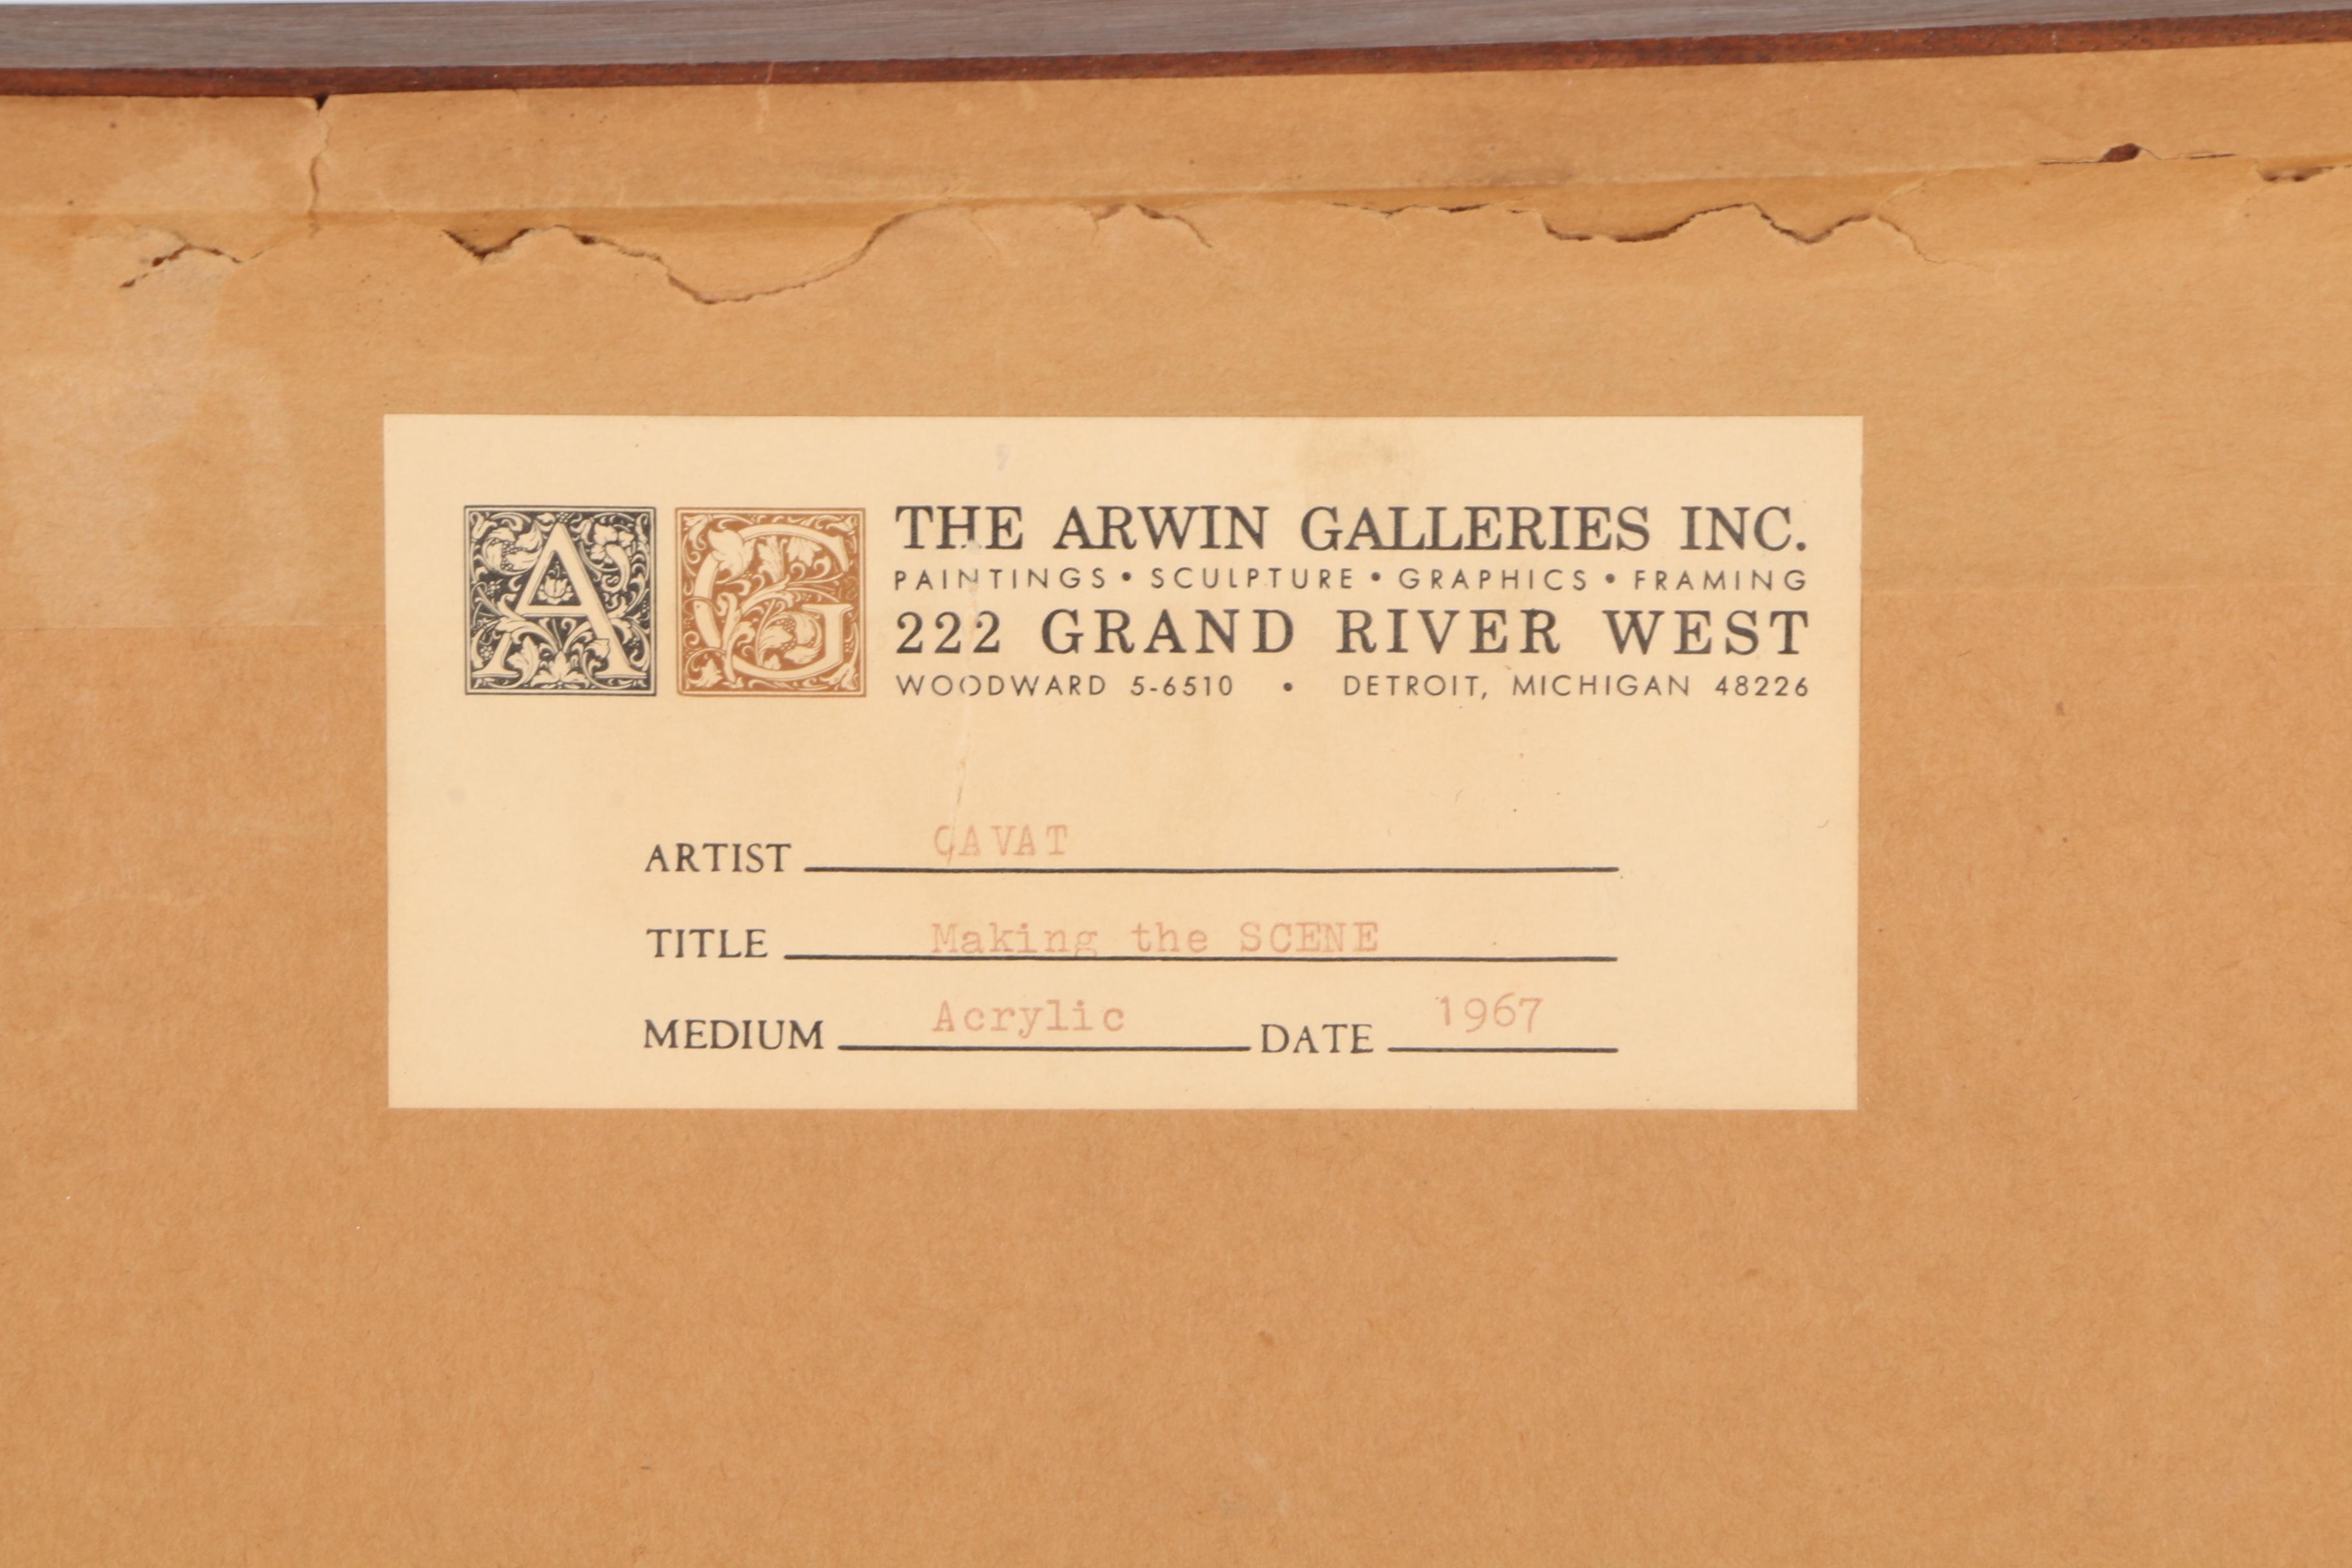 A G
THE ARWIN GALLERIES INC.
PAINTINGS • SCULPTURE • GRAPHICS • FRAMING
222 GRAND RIVER WEST
WOODWARD 5-6510 • DETROIT, MICHIGAN 48226
ARTIST CAVAT
TITLE Making the SCENE
MEDIUM Acrylic DATE 1967